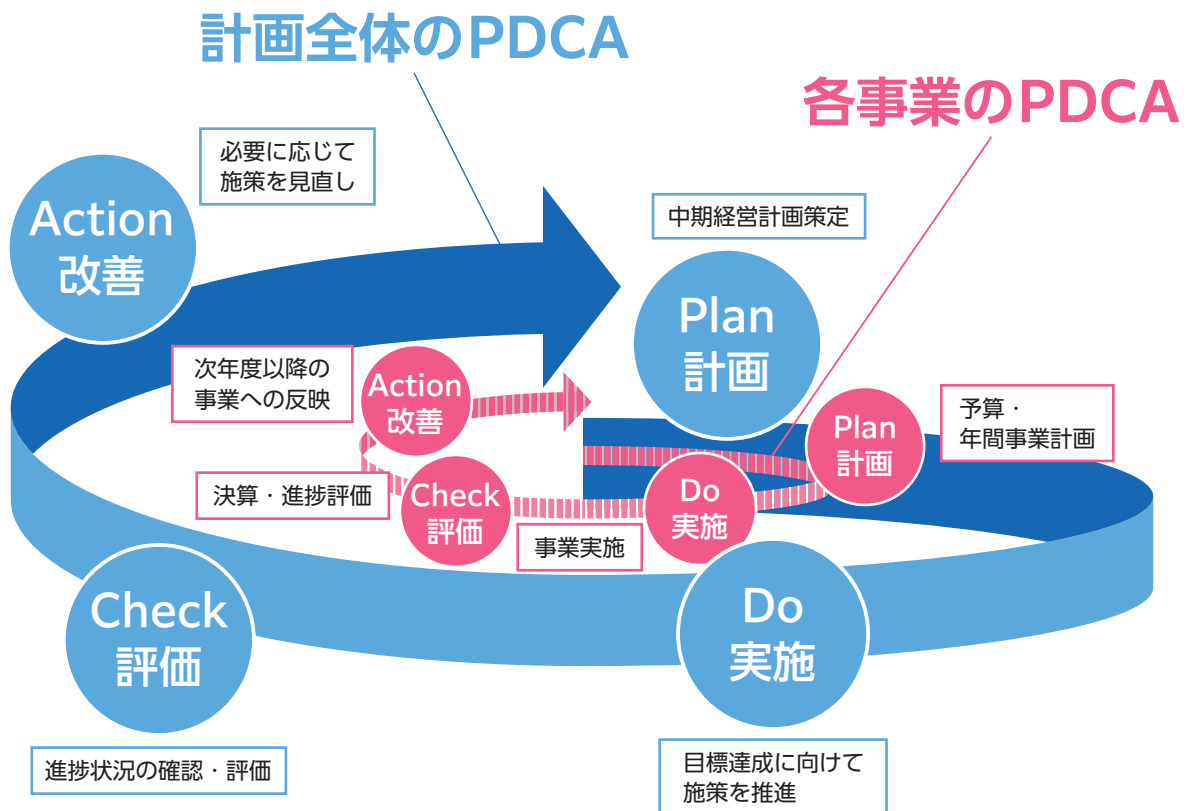 計画全体のPDCA
各事業のPDCA
必要に応じて
施策を見直し
Action
改善
中期経営計画策定
Plan
計画
次年度以降の
事業への反映
Action
改善
Plan
計画
予算・
年間事業計画
決算・進捗評価
Check
評価
Do
実施
事業実施
Check
評価
Do
実施
進捗状況の確認・評価
目標達成に向けて
施策を推進